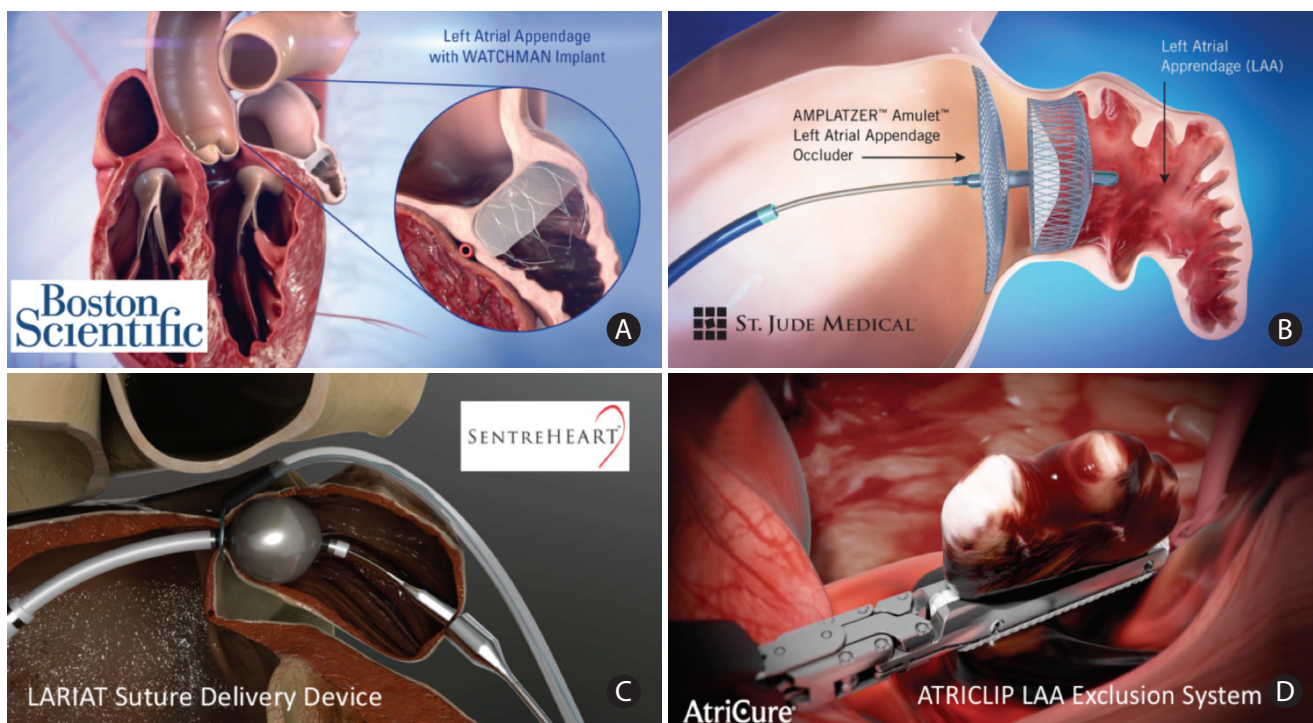 Left Atrial Appendage
with WATCHMAN Implant
Boston
Scientific
A
Left Atrial
Apprendage (LAA)
AMPLATZER™ Amulet™
Left Atrial Appendage
Occluder
ST. JUDE MEDICAL
B
SENTREHEART
LARIAT Suture Delivery Device
C
ATRICLIP LAA Exclusion System
AtriCure
D